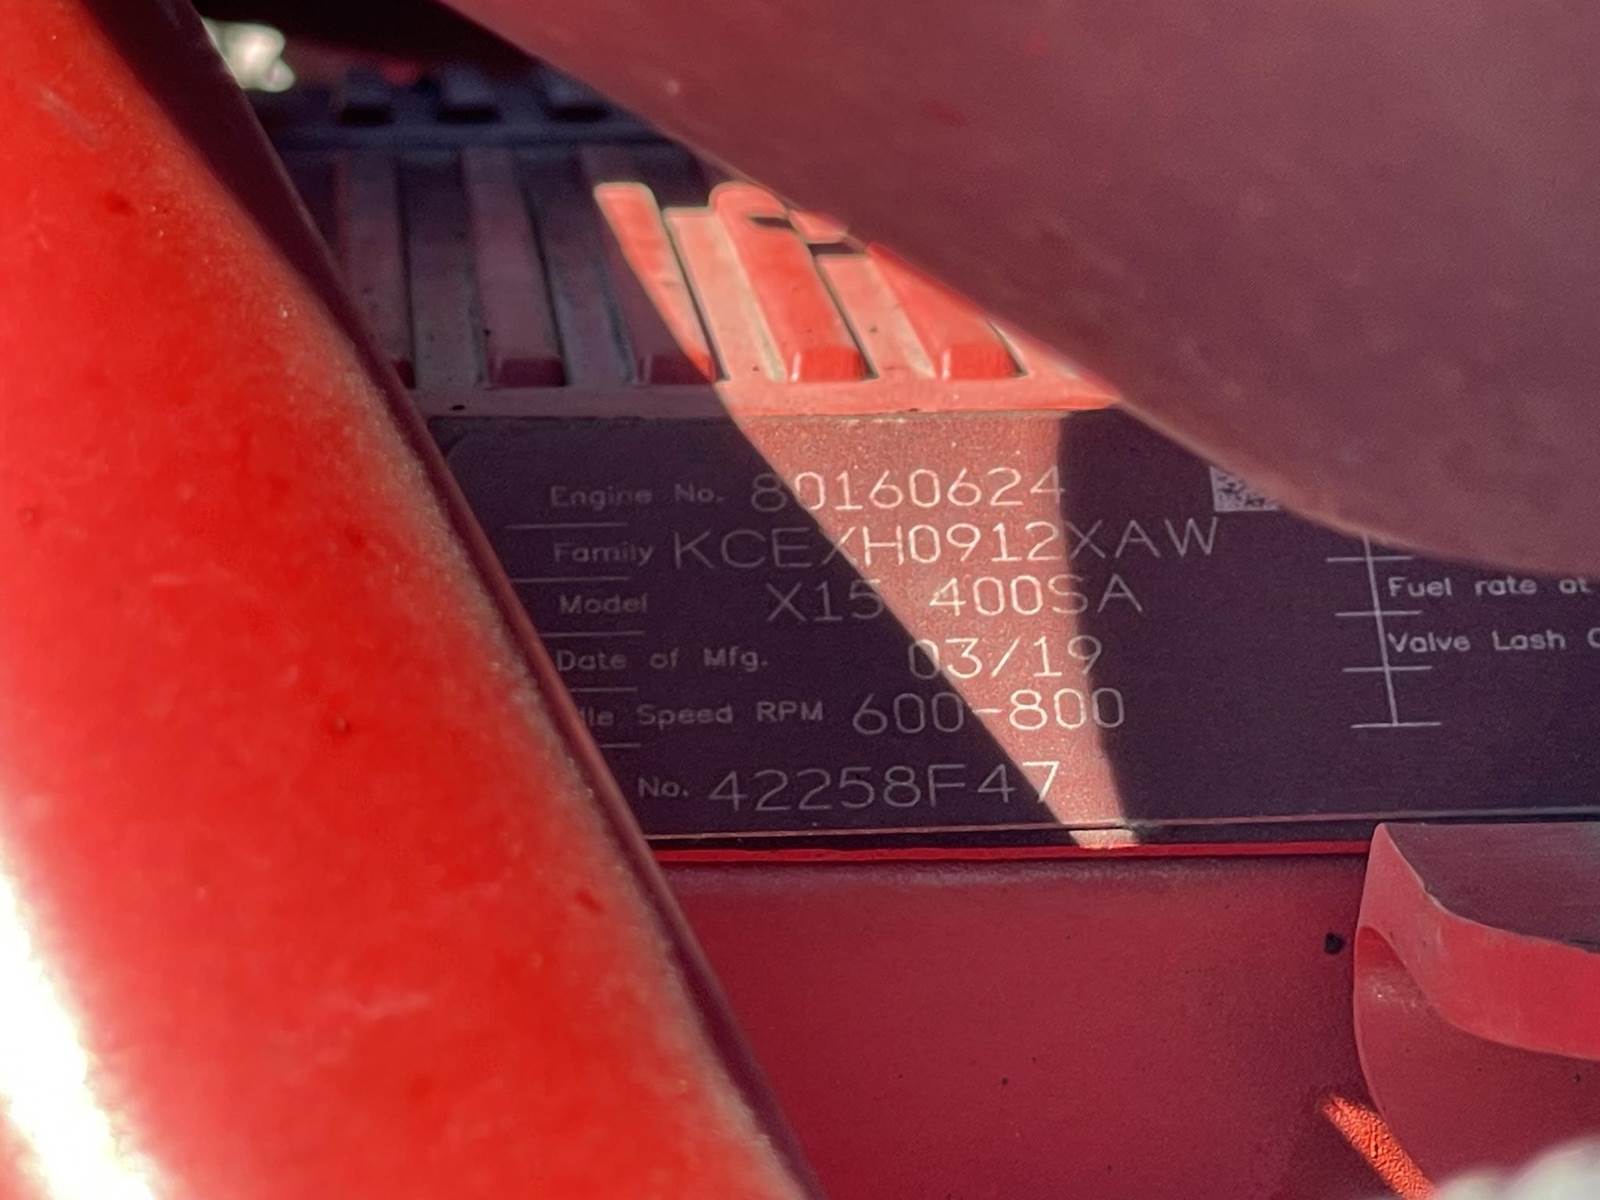 Engine No. 80160624
Family KCEXH0912XAW
Model X15 400SA
Date of Mfg. 03/19
Speed RPM 600-800
No. 42258F47
Fuel rate at
Valve Lash